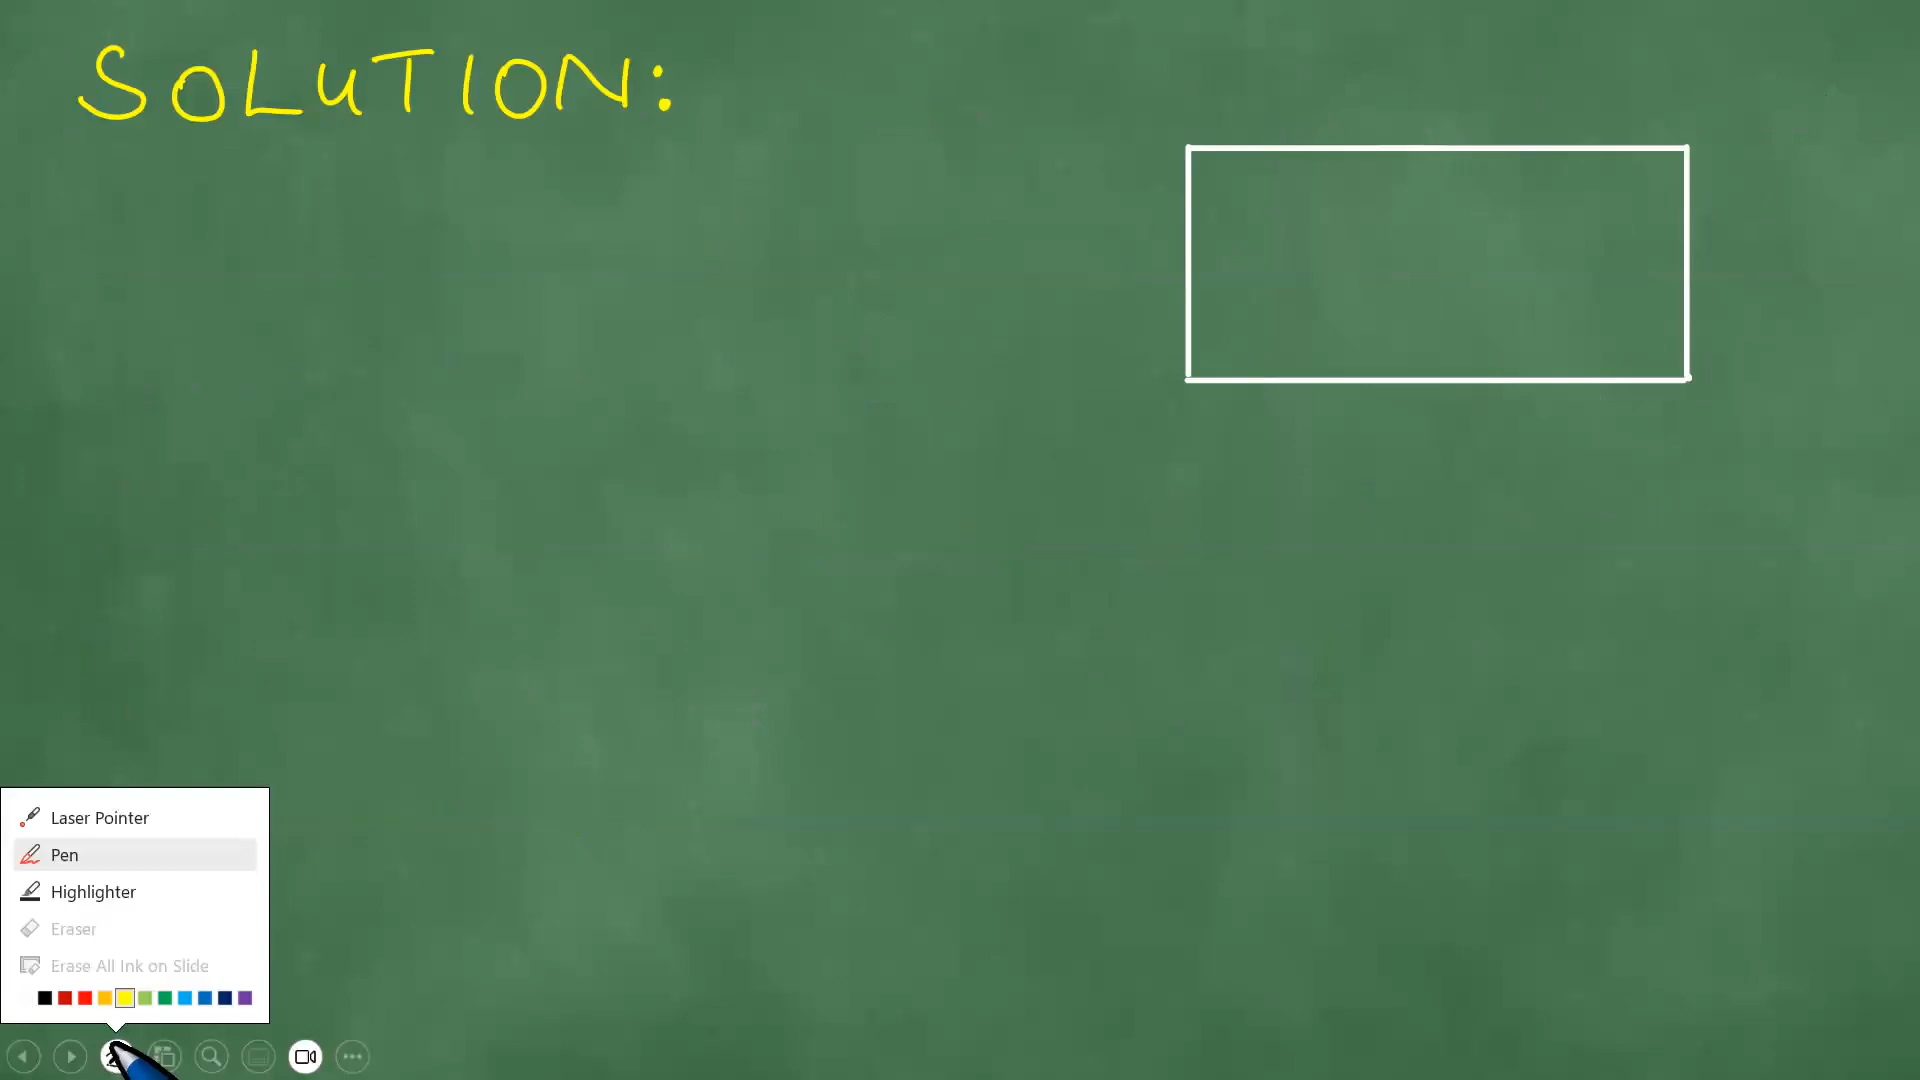 SOLUTION:
Laser Pointer
Pen
Highlighter
Eraser
Erase All Ink on Slide